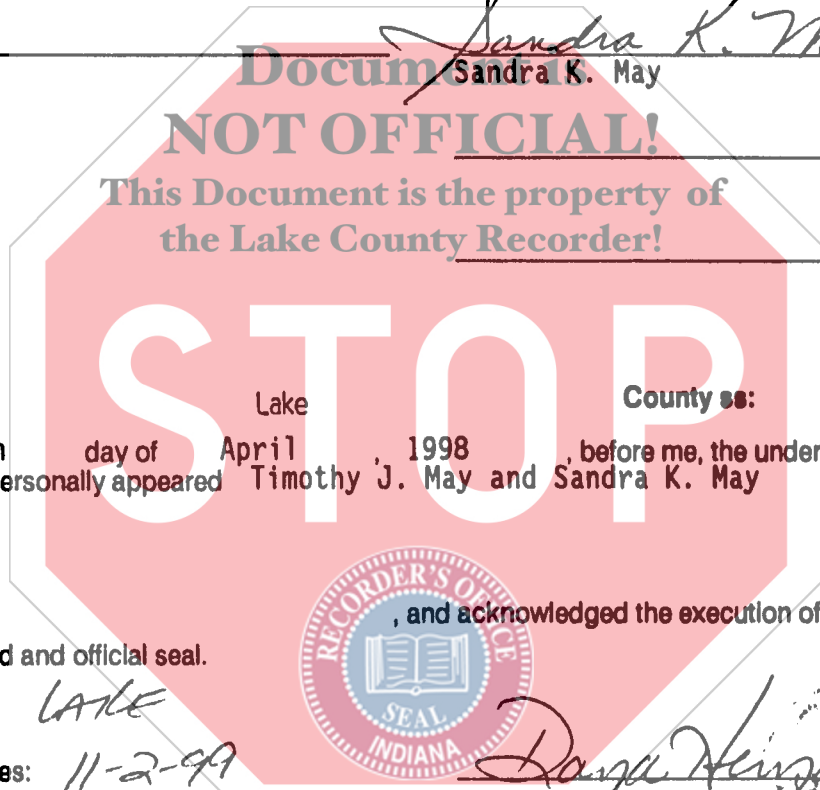 Sandra K.
Document is
Sandra K. May
NOT OFFICIAL!
This Document is the property of
the Lake County Recorder!
STOP
Lake County ss:
day of April , 1998 , before me, the under
ersonally appeared Timothy J. May and Sandra K. May
, and acknowledged the execution of
d and official seal.
LAKE
es: 11-2-99
RECORDER'S OFFICE
SEAL
INDIANA